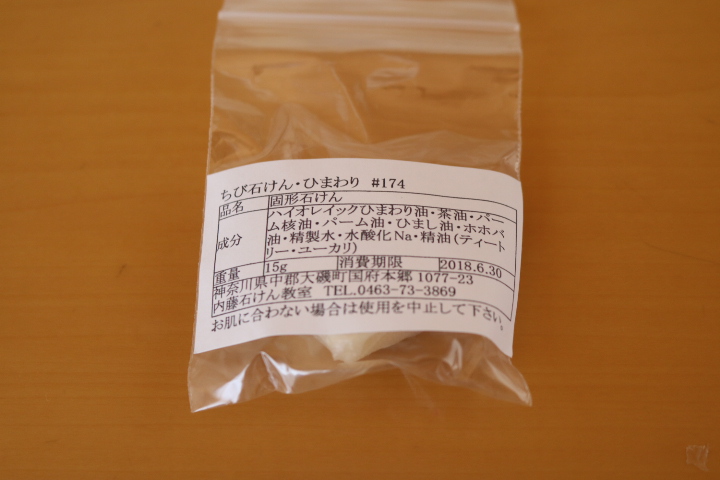 ちび石けん・ひまわり #174
品名 固形石けん
成分 ハイオレイックひまわり油・茶油・パー
ム核油・パーム油・ひまし油・ホホバ
油・精製水・水酸化Na・精油(ティート
リー・ユーカリ)
重量 15g 消費期限 2018.6.30
神奈川県中郡大磯町国府本郷 1077-23
内藤石けん教室 TEL.0463-73-3869
お肌に合わない場合は使用を中止して下さい。